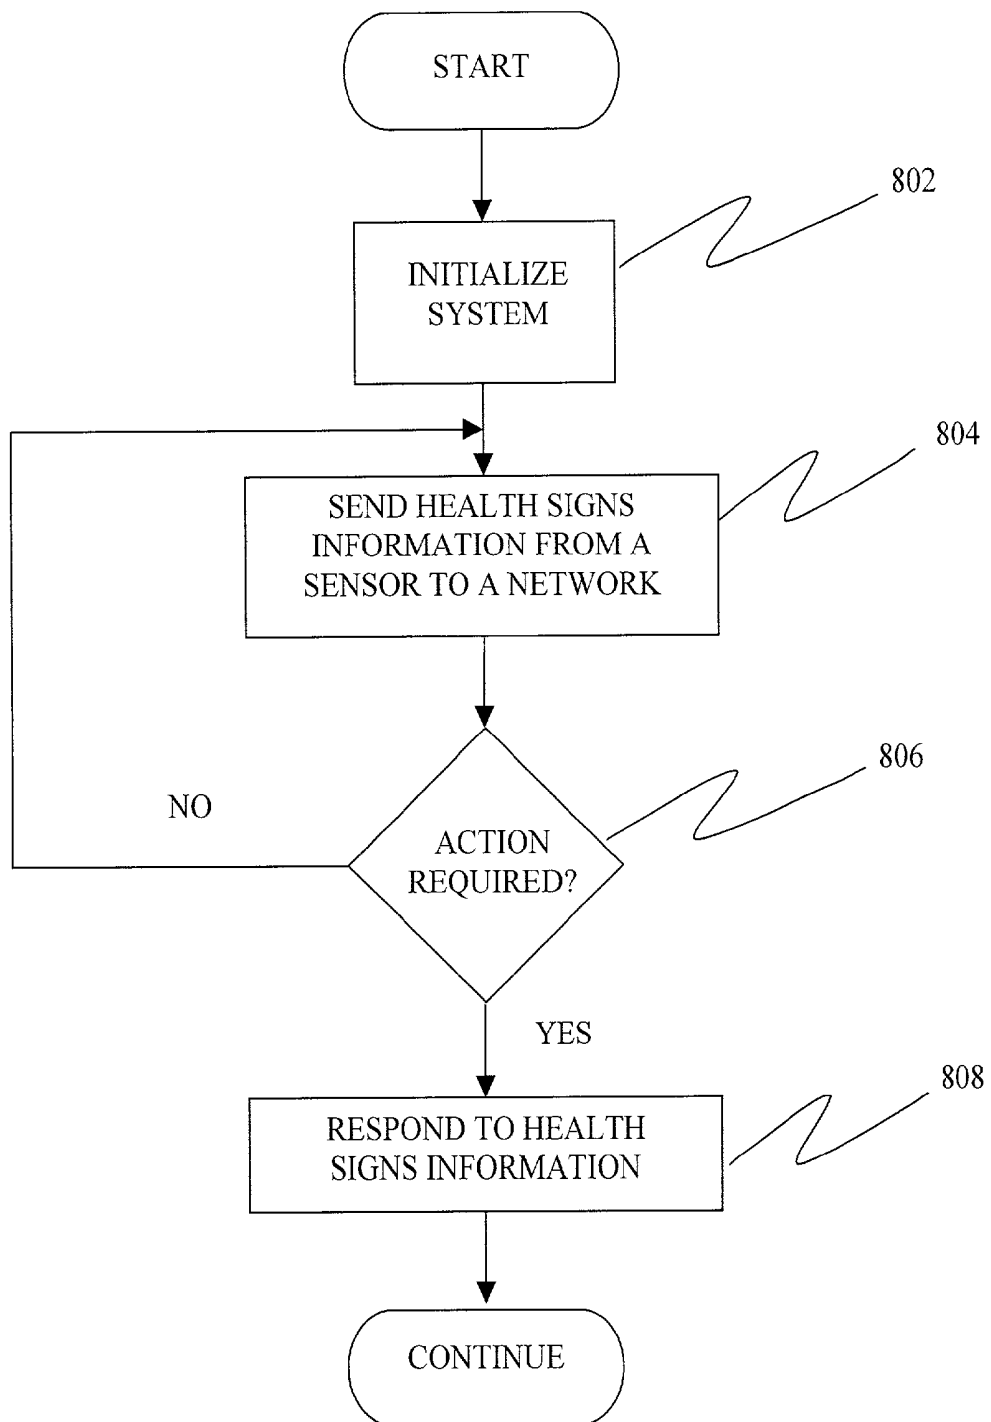 START
802
INITIALIZE
SYSTEM
804
SEND HEALTH SIGNS
INFORMATION FROM A
SENSOR TO A NETWORK
806
NO
ACTION
REQUIRED?
YES
808
RESPOND TO HEALTH
SIGNS INFORMATION
CONTINUE